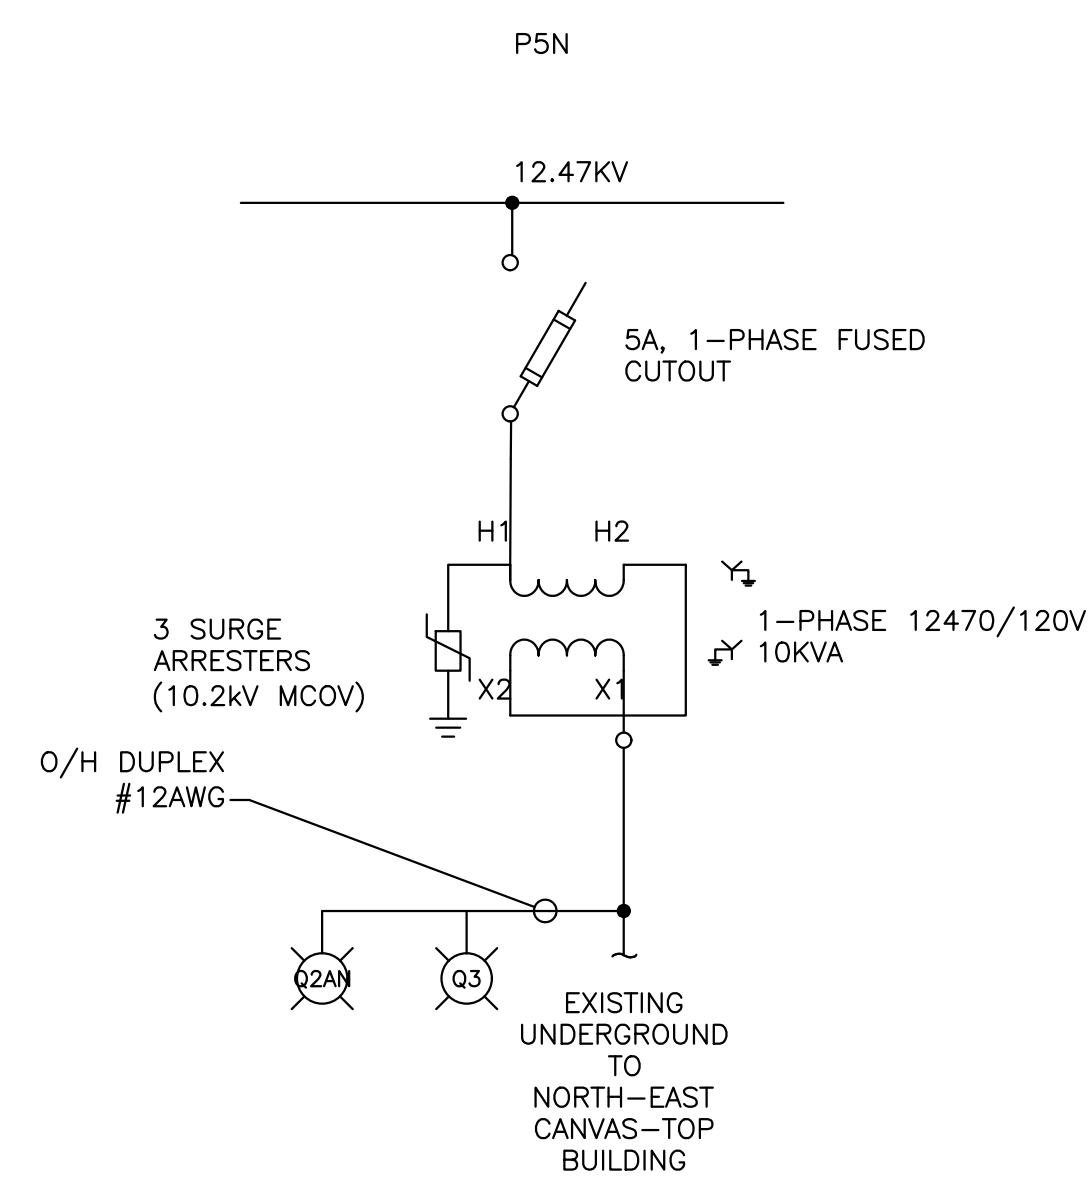 P5N
12.47KV
5A, 1-PHASE FUSED
CUTOUT
H1
H2
3 SURGE
ARRESTERS
(10.2kV MCOV)
1-PHASE 12470/120V
10KVA
X2
X1
O/H DUPLEX
#12AWG
Q2AN
Q3
EXISTING
UNDERGROUND
TO
NORTH-EAST
CANVAS-TOP
BUILDING